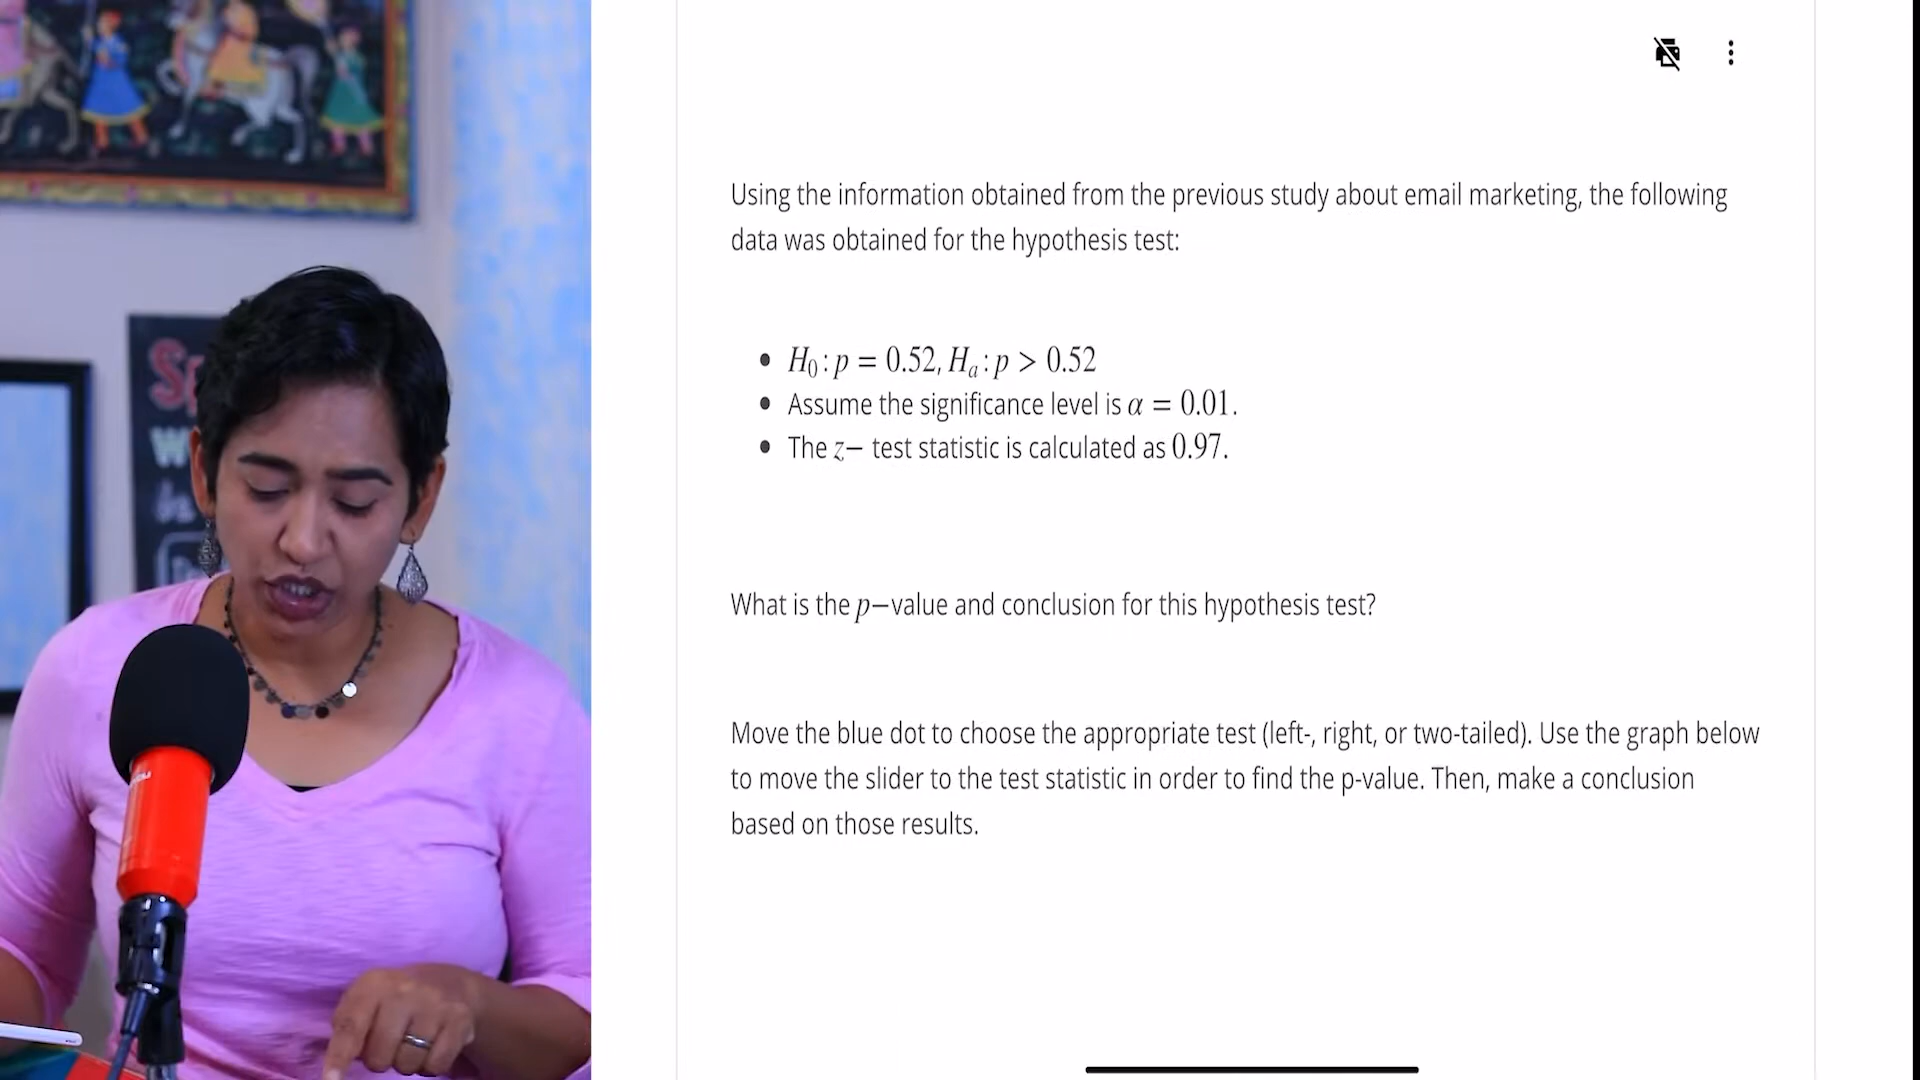 Using the information obtained from the previous study about email marketing, the following
data was obtained for the hypothesis test:
• H₀ : p = 0.52, Hₐ : p > 0.52
• Assume the significance level is α = 0.01.
• The z− test statistic is calculated as 0.97.
What is the p−value and conclusion for this hypothesis test?
Move the blue dot to choose the appropriate test (left-, right, or two-tailed). Use the graph below
to move the slider to the test statistic in order to find the p-value. Then, make a conclusion
based on those results.